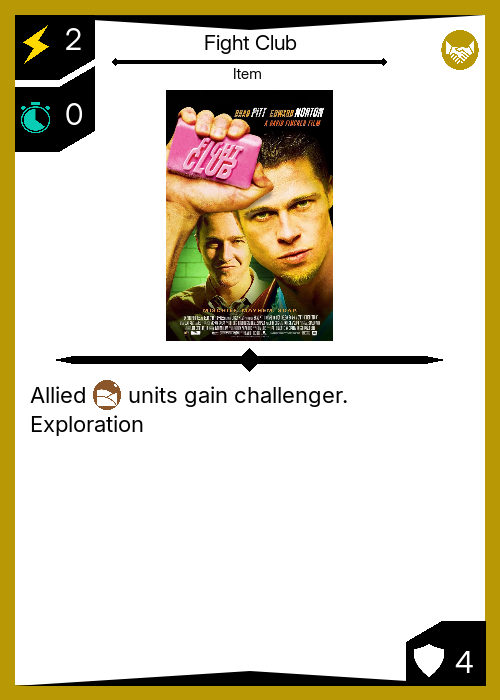 2
Fight Club
Item
0
BRAD PITT EDWARD NORTON
A DAVID FINCHER FILM
FIGHT
CLUB
MISCHIEF. MAYHEM. SOAP.
Allied units gain challenger.
Exploration
4